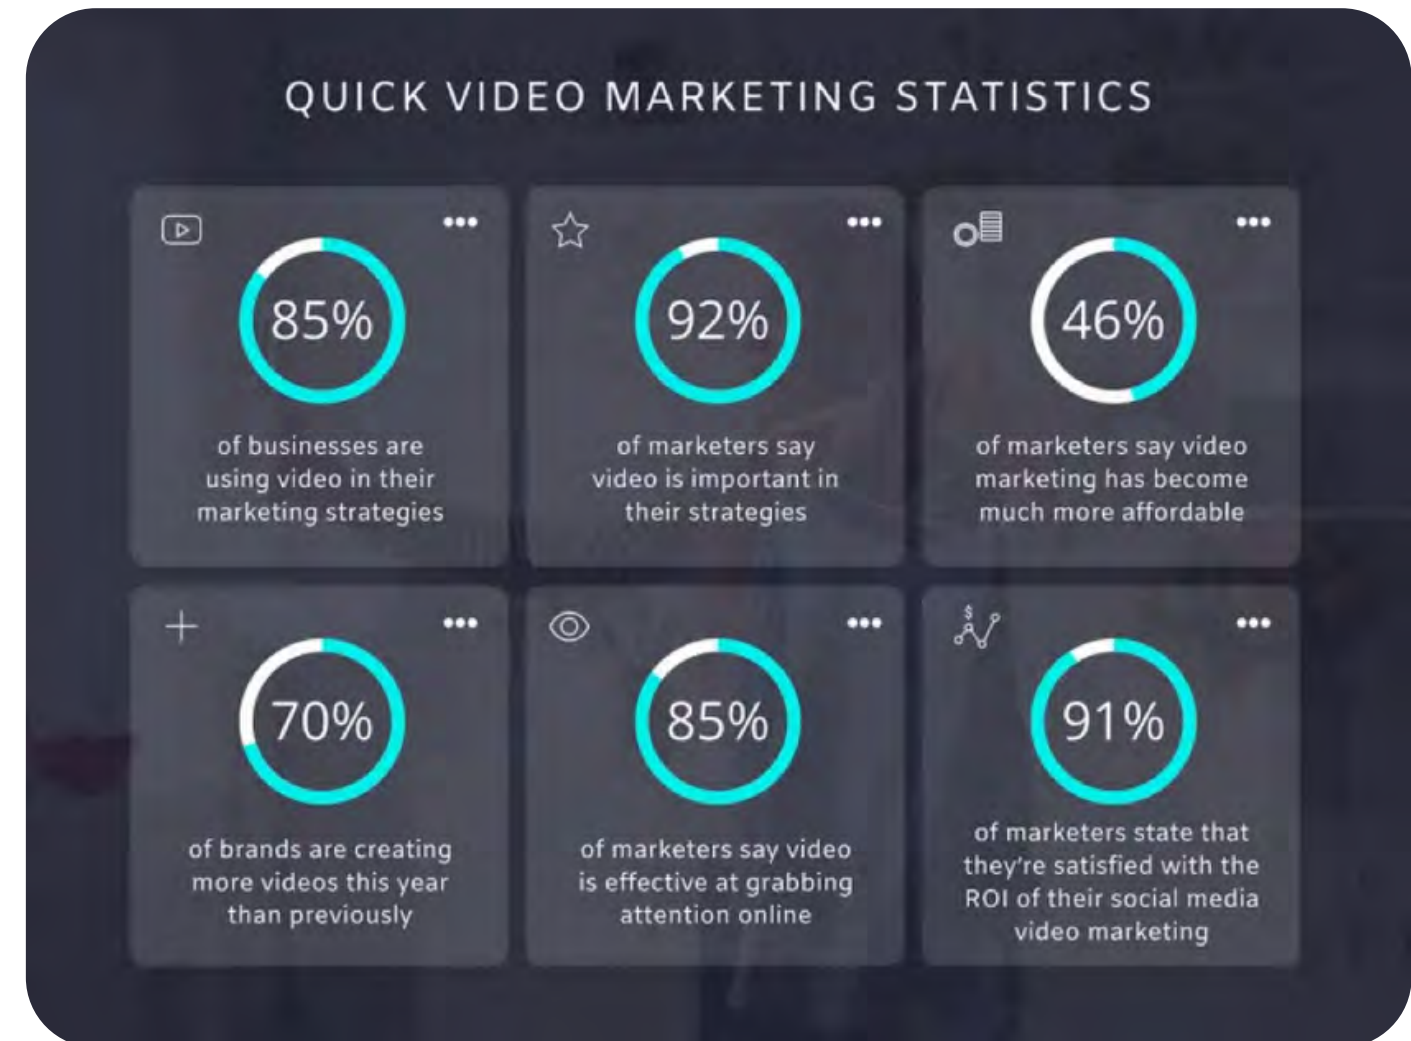 QUICK VIDEO MARKETING STATISTICS
85%
of businesses are
using video in their
marketing strategies
92%
of marketers say
video is important in
their strategies
46%
of marketers say video
marketing has become
much more affordable
70%
of brands are creating
more videos this year
than previously
85%
of marketers say video
is effective at grabbing
attention online
$
91%
of marketers state that
they're satisfied with the
ROI of their social media
video marketing